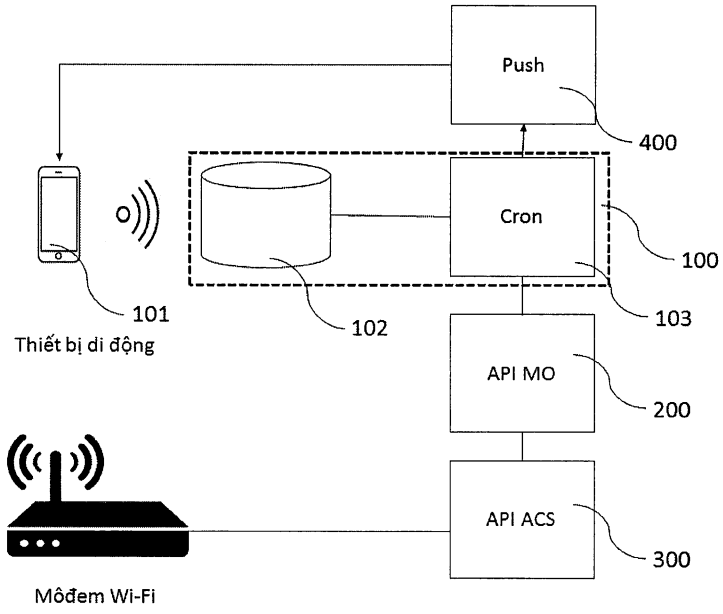 Push
400
Cron
100
101
102
103
Thiết bị di động
API MO
200
API ACS
300
Môđem Wi-Fi